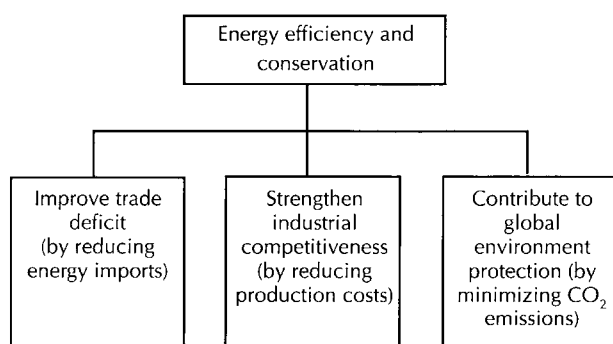 Energy efficiency and
conservation
Improve trade
deficit
(by reducing
energy imports)
Strengthen
industrial
competitiveness
(by reducing
production costs)
Contribute to
global
environment
protection (by
minimizing CO₂
emissions)